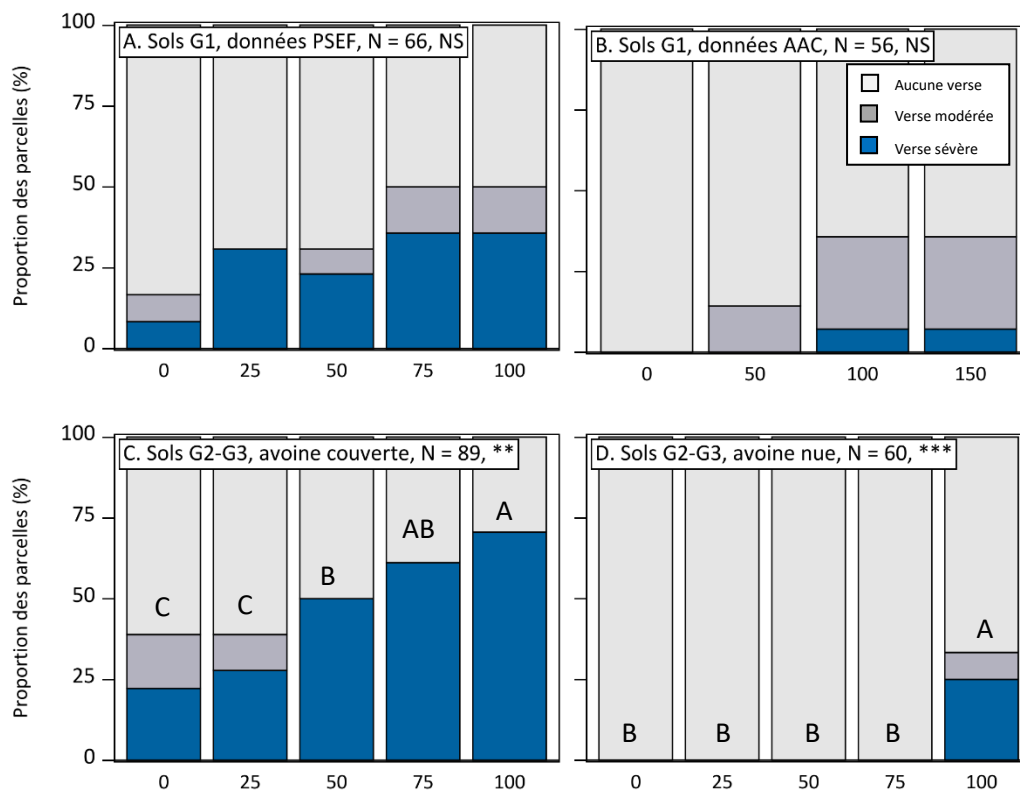 Proportion des parcelles (%)
100
75
50
25
0
A. Sols G1, données PSEF, N = 66, NS
0 25 50 75 100
B. Sols G1, données AAC, N = 56, NS
Aucune verse
Verse modérée
Verse sévère
0 50 100 150
Proportion des parcelles (%)
100
75
50
25
0
C. Sols G2-G3, avoine couverte, N = 89, **
C C B AB A
0 25 50 75 100
D. Sols G2-G3, avoine nue, N = 60, ***
B B B B A
0 25 50 75 100